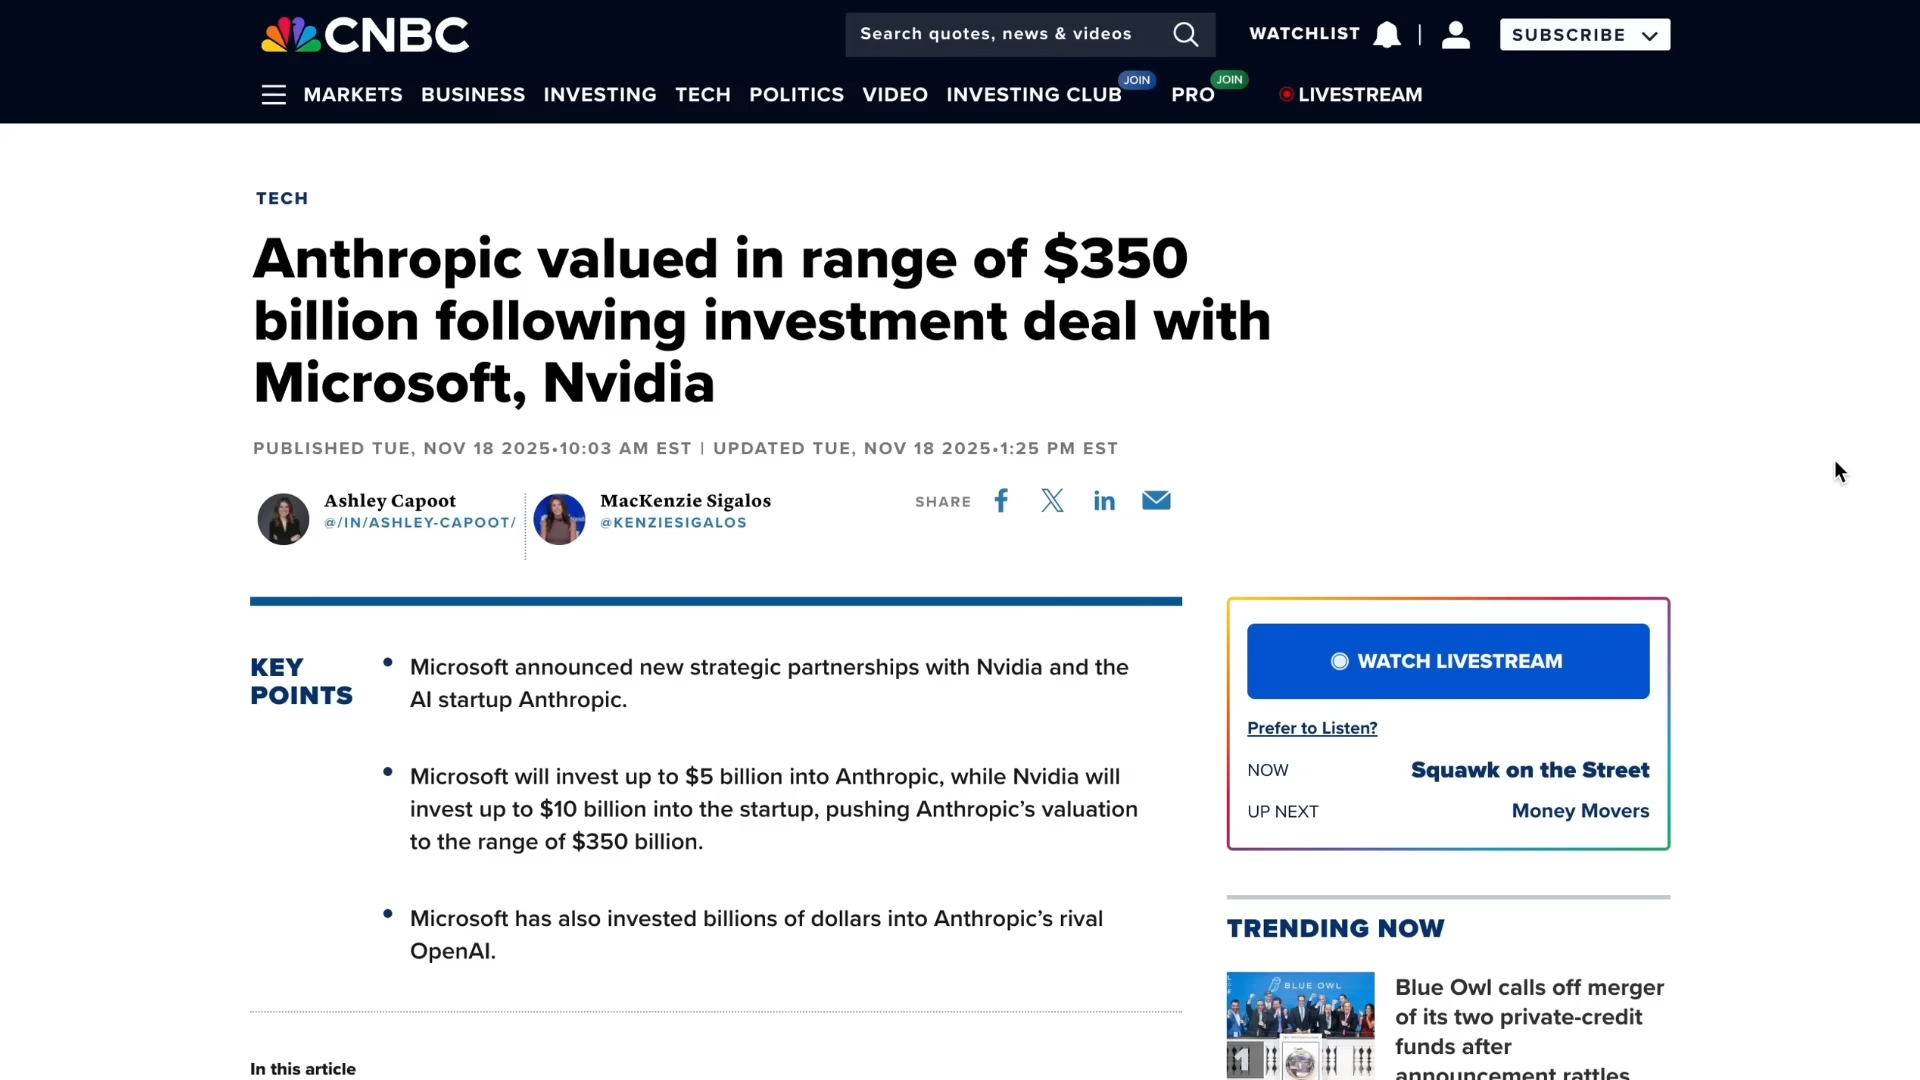 CNBC
Search quotes, news & videos
WATCHLIST
|
SUBSCRIBE
MARKETS BUSINESS INVESTING TECH POLITICS VIDEO INVESTING CLUB JOIN PRO JOIN LIVESTREAM
TECH
Anthropic valued in range of $350
billion following investment deal with
Microsoft, Nvidia
PUBLISHED TUE, NOV 18 2025•10:03 AM EST | UPDATED TUE, NOV 18 2025•1:25 PM EST
Ashley Capoot
@/IN/ASHLEY-CAPOOT/
MacKenzie Sigalos
@KENZIESIGALOS
SHARE
KEY
POINTS
• Microsoft announced new strategic partnerships with Nvidia and the
AI startup Anthropic.
• Microsoft will invest up to $5 billion into Anthropic, while Nvidia will
invest up to $10 billion into the startup, pushing Anthropic’s valuation
to the range of $350 billion.
• Microsoft has also invested billions of dollars into Anthropic’s rival
OpenAI.
In this article
WATCH LIVESTREAM
Prefer to Listen?
NOW Squawk on the Street
UP NEXT Money Movers
TRENDING NOW
BLUE OWL
1
Blue Owl calls off merger
of its two private-credit
funds after
announcement rattles